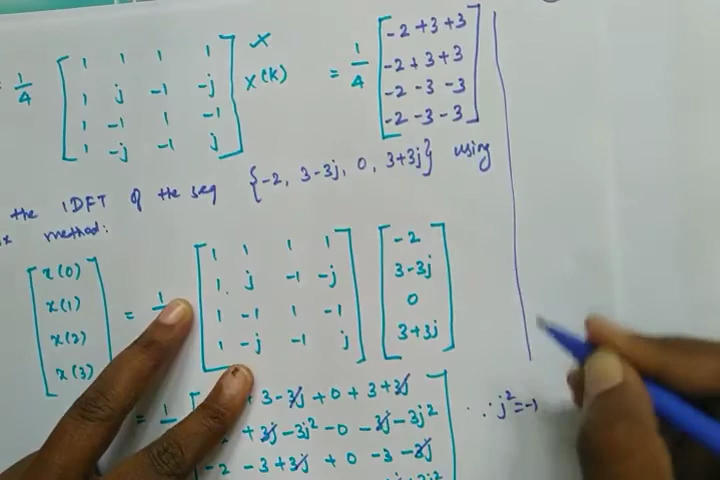 = 1/4 [1 1 1 1] x
[1 j -1 -j] X(K)
[1 -1 1 -1]
[1 -j -1 j]
= 1/4 [-2+3+3]
[-2+3+3]
[-2-3-3]
[-2-3-3]
the IDFT of the seq {-2, 3-3j, 0, 3+3j} using
method:
[x(0)] = 1 [1 1 1 1] [-2]
[x(1)] [1 j -1 -j] [3-3j]
[x(2)] [1 -1 1 -1] [0]
[x(3)] [1 -j -1 j] [3+3j]
= 1 [+ 3-3j+0+3+3j]
[+3j-3j²-0-3j-3j²] ∵ j²=-1
[-2-3+3j+0-3-3j]